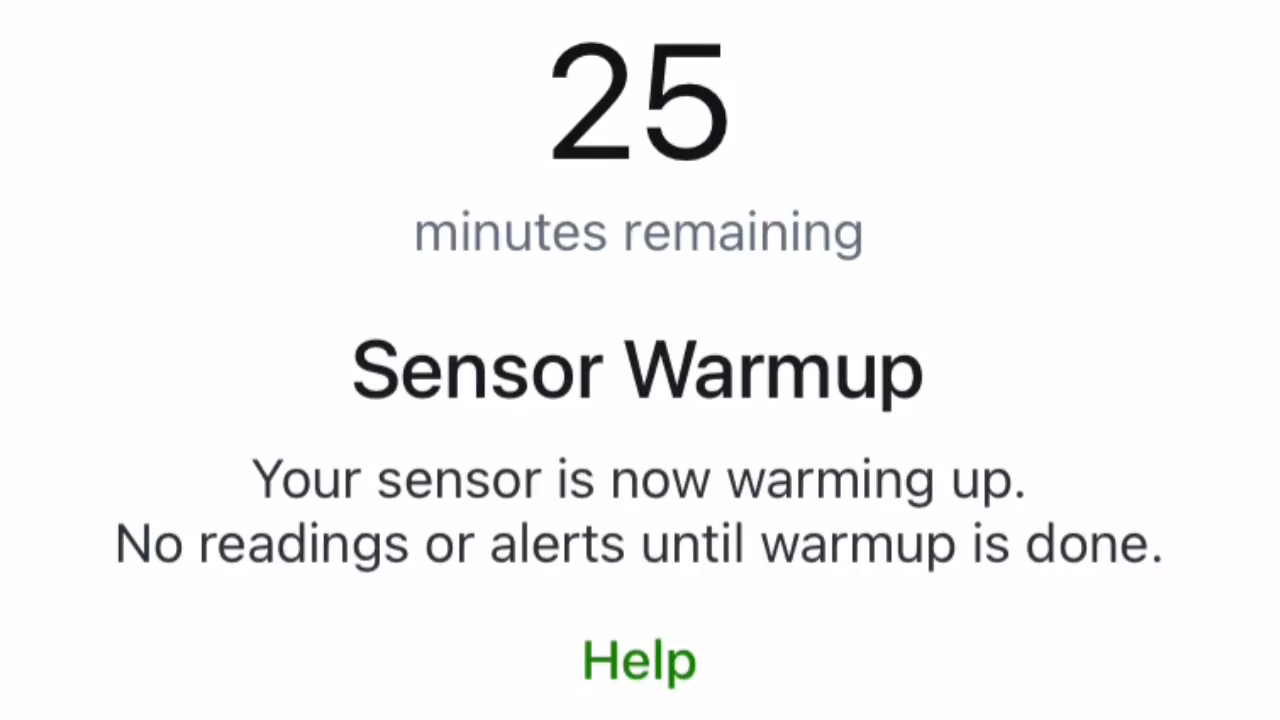 25
minutes remaining
Sensor Warmup
Your sensor is now warming up.
No readings or alerts until warmup is done.
Help